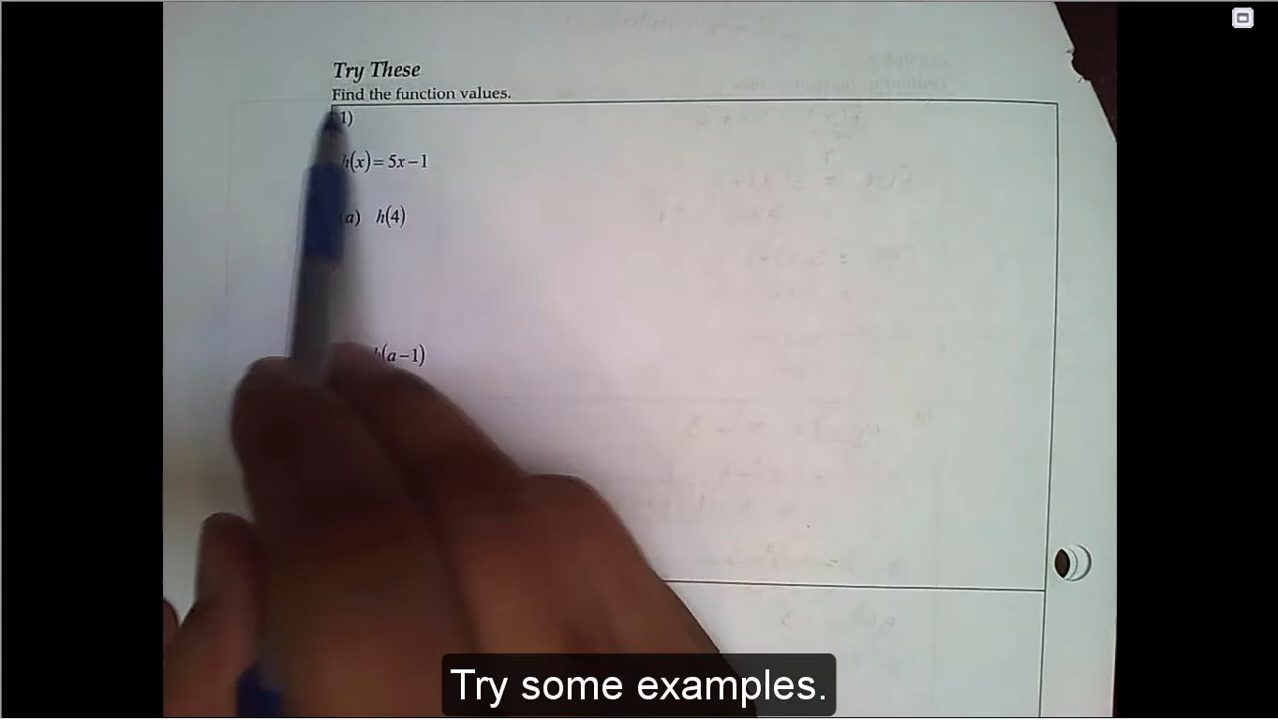 Try These
Find the function values.
1)
h(x) = 5x − 1
a) h(4)
h(a − 1)
Try some examples.